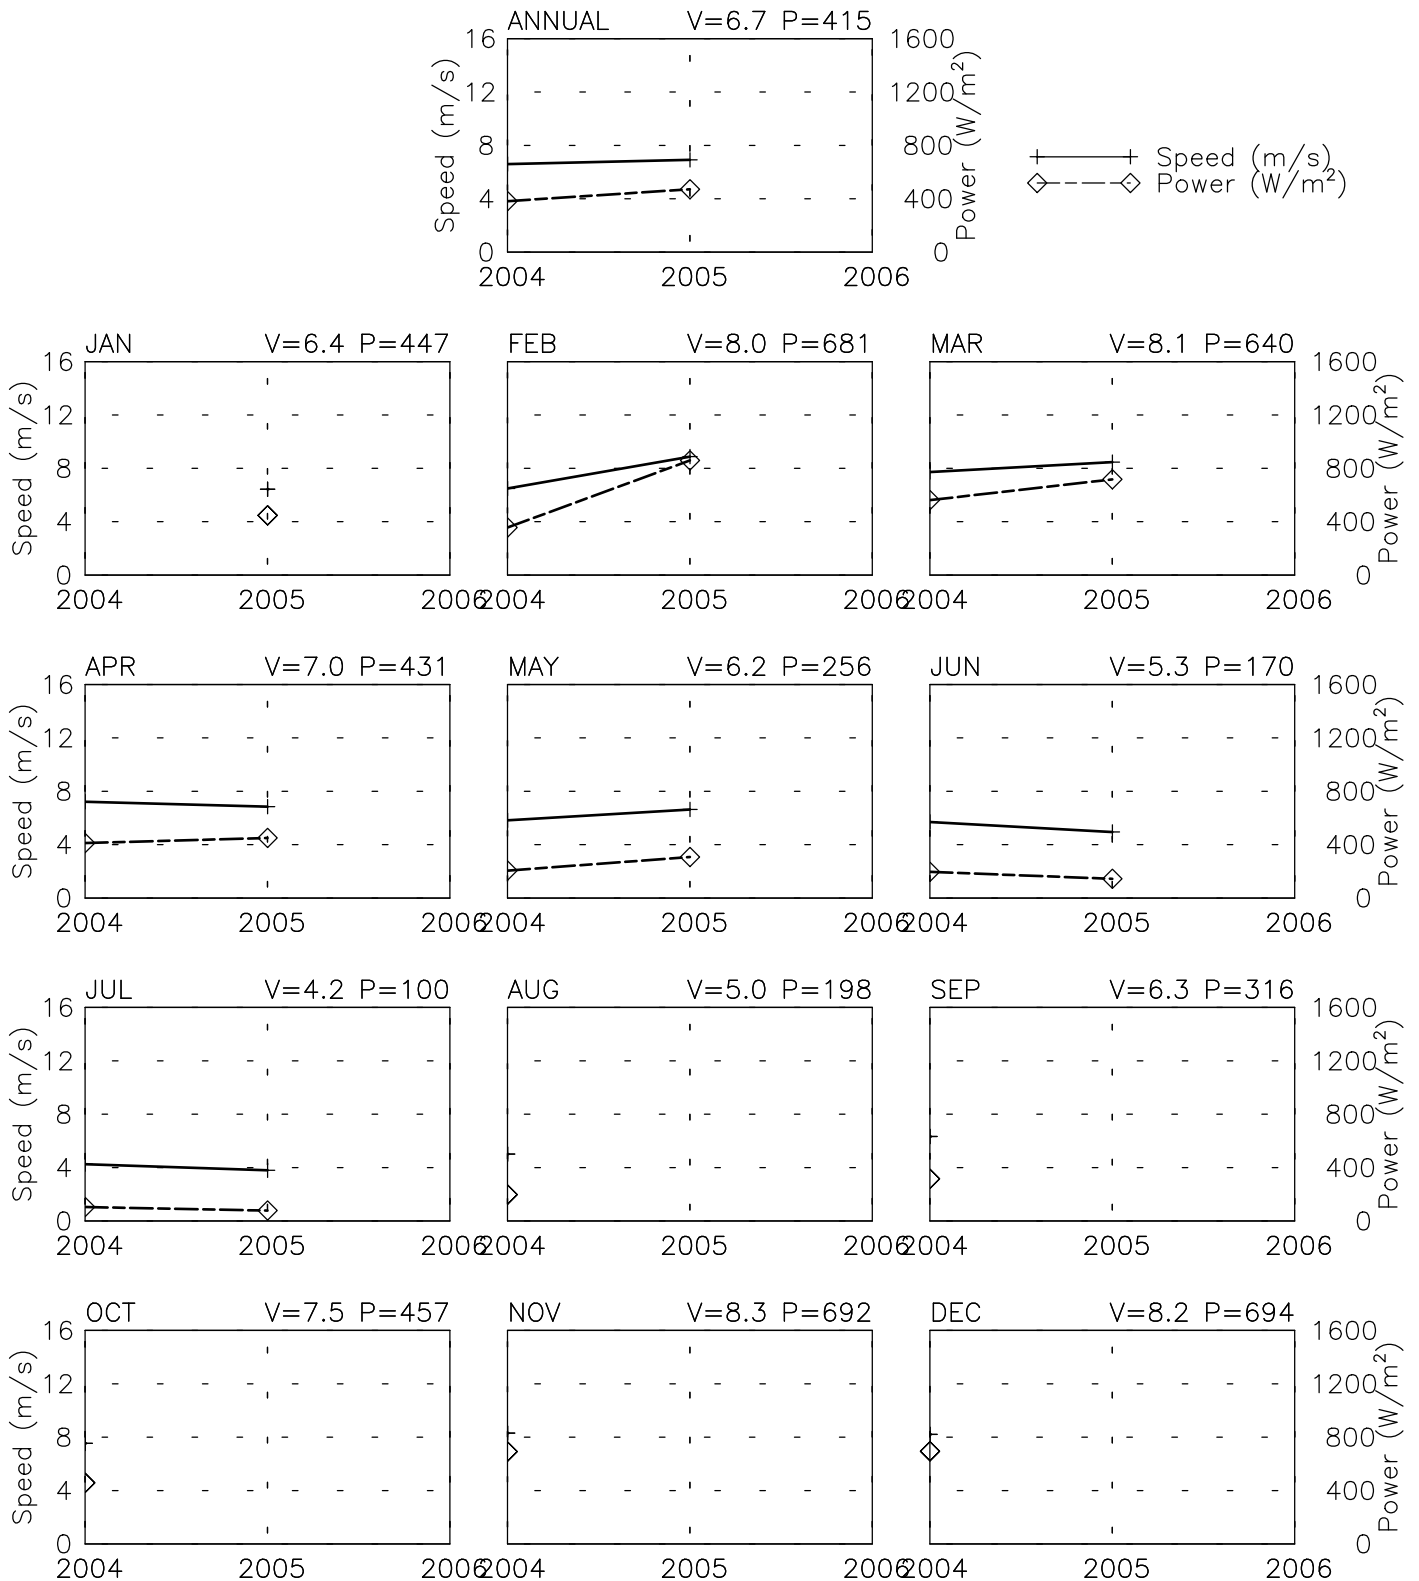 ANNUAL V=6.7 P=415
16 1600
12 1200
8 800
4 400
0 0
Speed (m/s)
Power (W/m²)
2004 2005 2006
Speed (m/s)
Power (W/m²)
JAN V=6.4 P=447
FEB V=8.0 P=681
MAR V=8.1 P=640
16 1600
12 1200
8 800
4 400
0 0
Speed (m/s)
Power (W/m²)
2004 2005 2006
2004 2005
2004 2005 2006
APR V=7.0 P=431
MAY V=6.2 P=256
JUN V=5.3 P=170
16 1600
12 1200
8 800
4 400
0 0
Speed (m/s)
Power (W/m²)
2004 2005 2006
2004 2005
2004 2005 2006
JUL V=4.2 P=100
AUG V=5.0 P=198
SEP V=6.3 P=316
16 1600
12 1200
8 800
4 400
0 0
Speed (m/s)
Power (W/m²)
2004 2005 2006
2004 2005
2004 2005 2006
OCT V=7.5 P=457
NOV V=8.3 P=692
DEC V=8.2 P=694
16 1600
12 1200
8 800
4 400
0 0
Speed (m/s)
Power (W/m²)
2004 2005 2006
2004 2005
2004 2005 2006